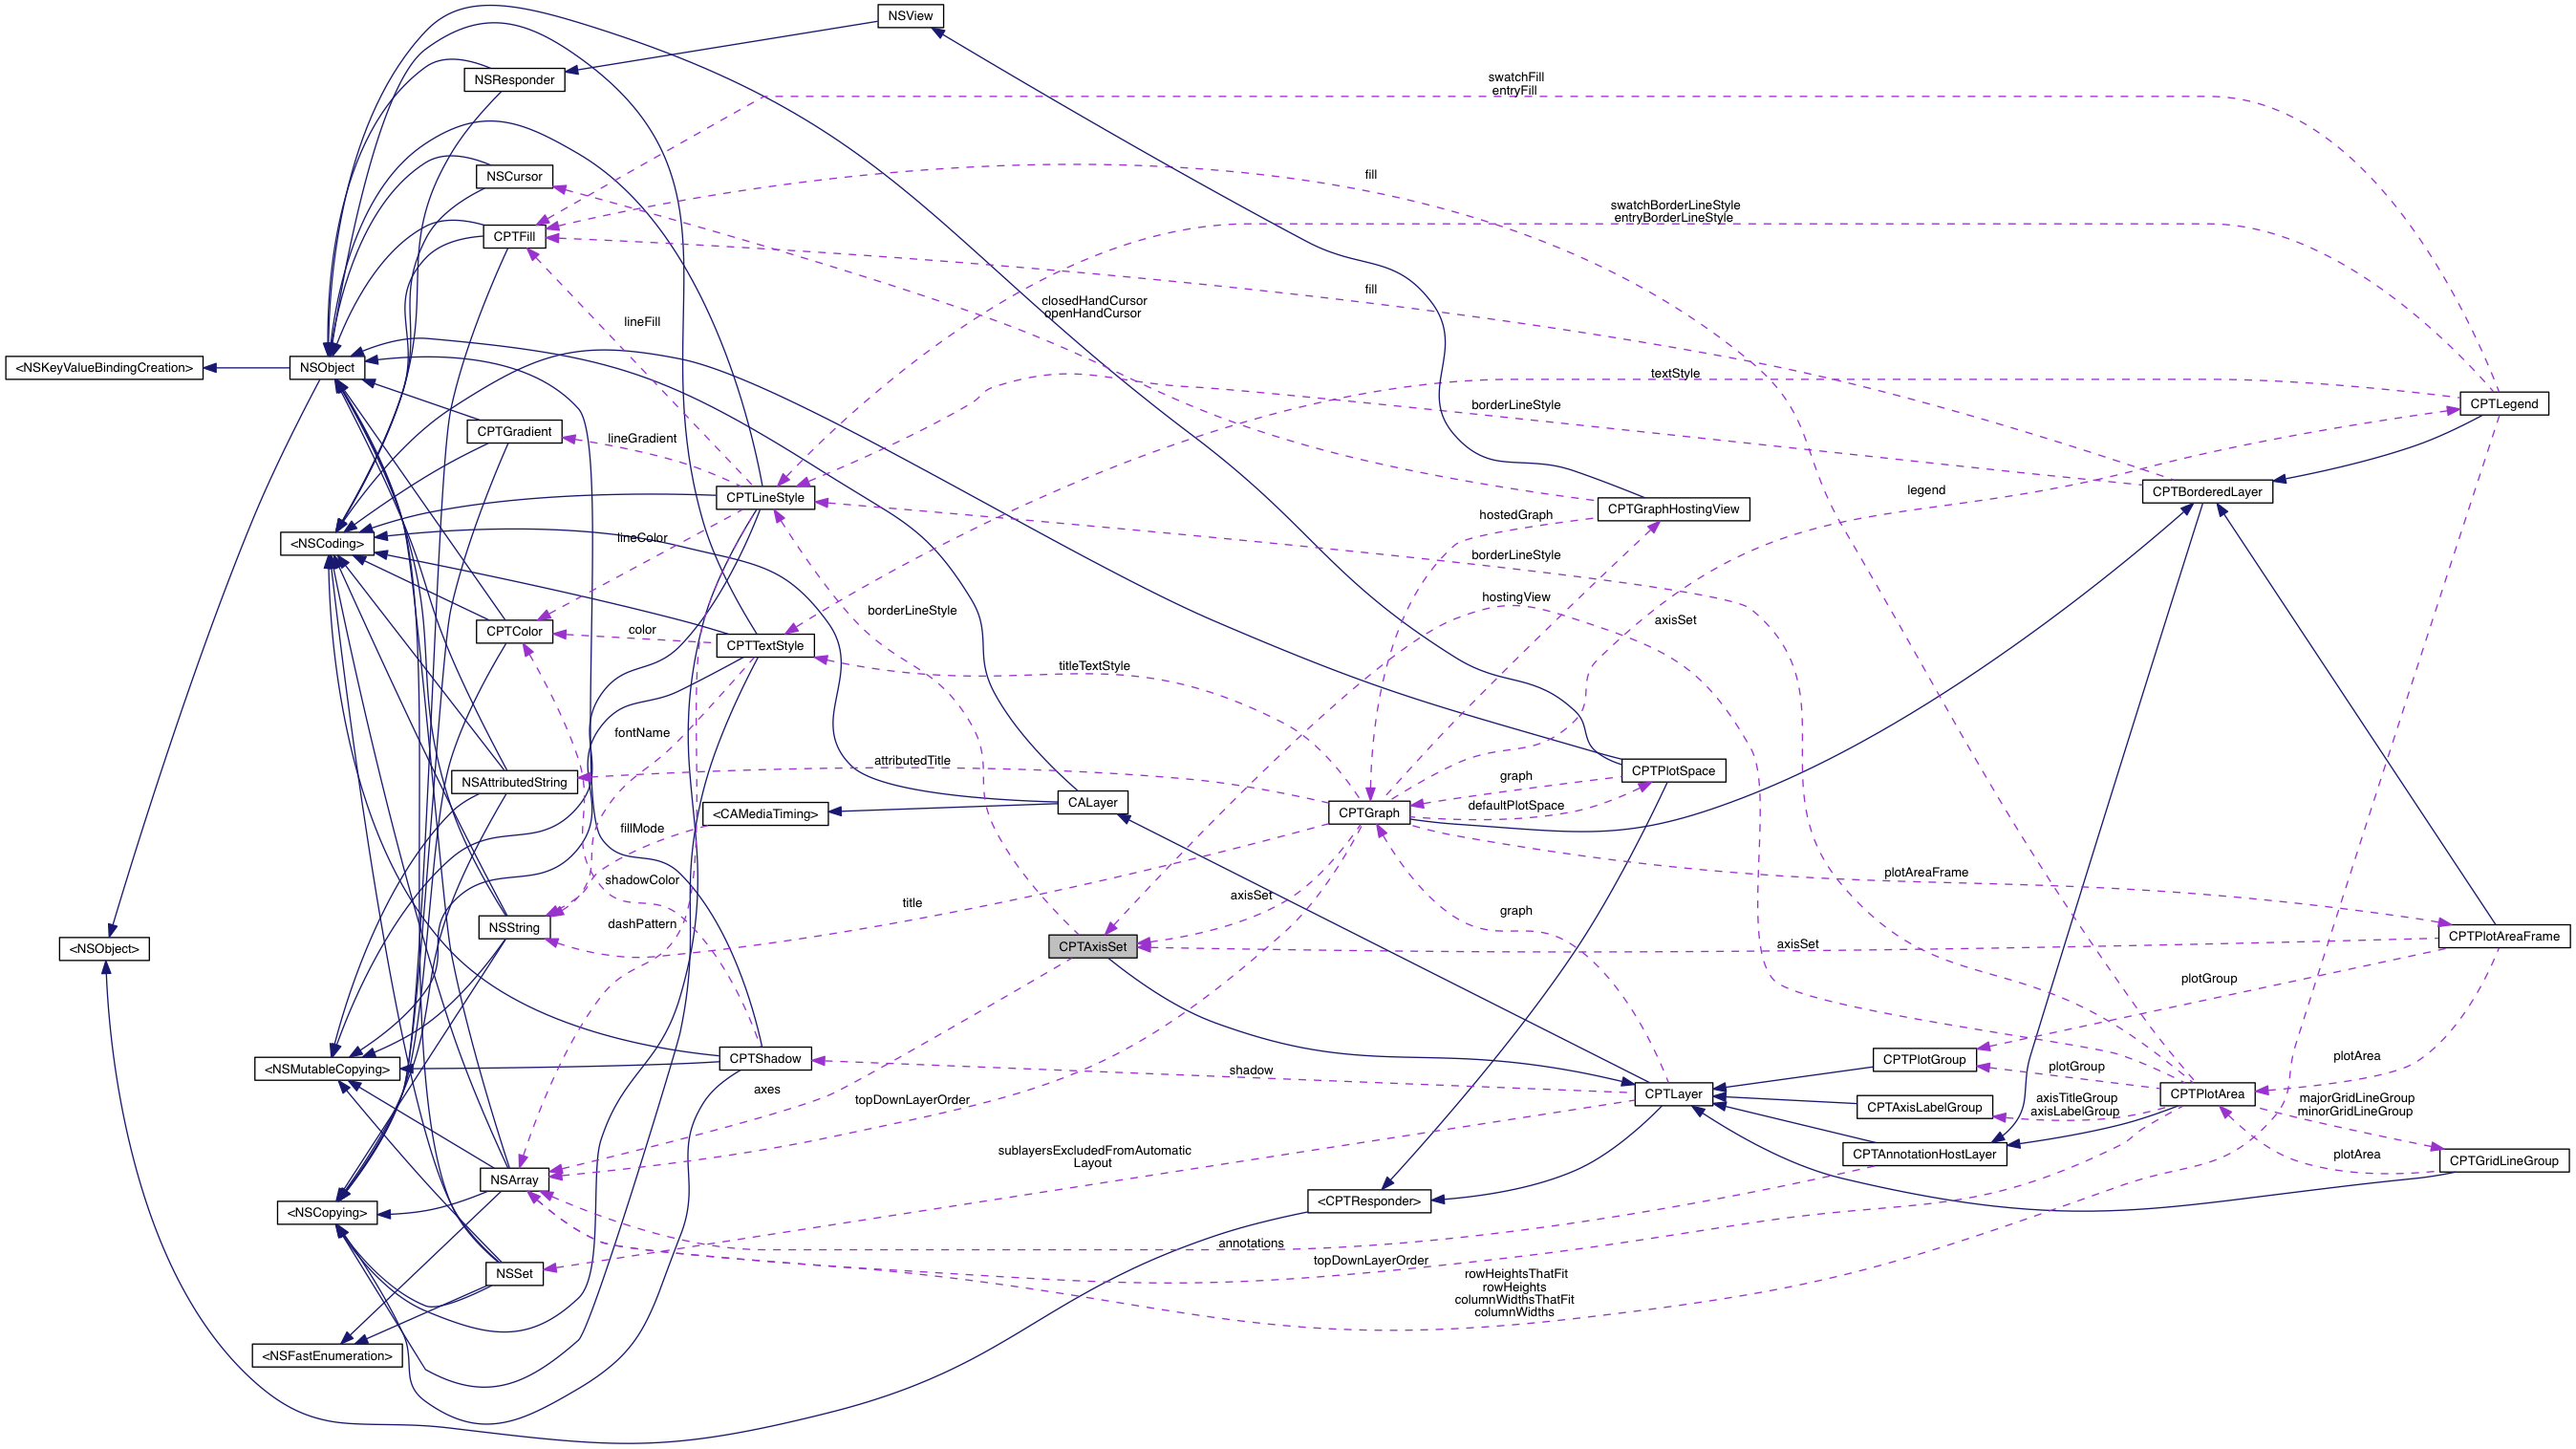 NSView
NSResponder
swatchFill
entryFill
NSCursor
fill
swatchBorderLineStyle
entryBorderLineStyle
CPTFill
fill
closedHandCursor
openHandCursor
lineFill
<NSKeyValueBindingCreation>
NSObject
textStyle
CPTLegend
borderLineStyle
CPTGradient
lineGradient
legend
CPTBorderedLayer
CPTLineStyle
CPTGraphHostingView
hostedGraph
<NSCoding>
lineColor
borderLineStyle
hostingView
borderLineStyle
axisSet
CPTColor
color
CPTTextStyle
titleTextStyle
fontName
attributedTitle
CPTPlotSpace
graph
NSAttributedString
CALayer
defaultPlotSpace
<CAMediaTiming>
CPTGraph
fillMode
plotAreaFrame
shadowColor
axisSet
title
graph
dashPattern
NSString
CPTPlotAreaFrame
<NSObject>
CPTAxisSet
axisSet
plotGroup
plotArea
CPTShadow
CPTPlotGroup
<NSMutableCopying>
shadow
plotGroup
axes
CPTLayer
CPTPlotArea
topDownLayerOrder
CPTAxisLabelGroup
axisTitleGroup
axisLabelGroup
majorGridLineGroup
minorGridLineGroup
sublayersExcludedFromAutomatic
Layout
CPTAnnotationHostLayer
plotArea
CPTGridLineGroup
NSArray
<CPTResponder>
<NSCopying>
annotations
topDownLayerOrder
NSSet
rowHeightsThatFit
rowHeights
columnWidthsThatFit
columnWidths
<NSFastEnumeration>